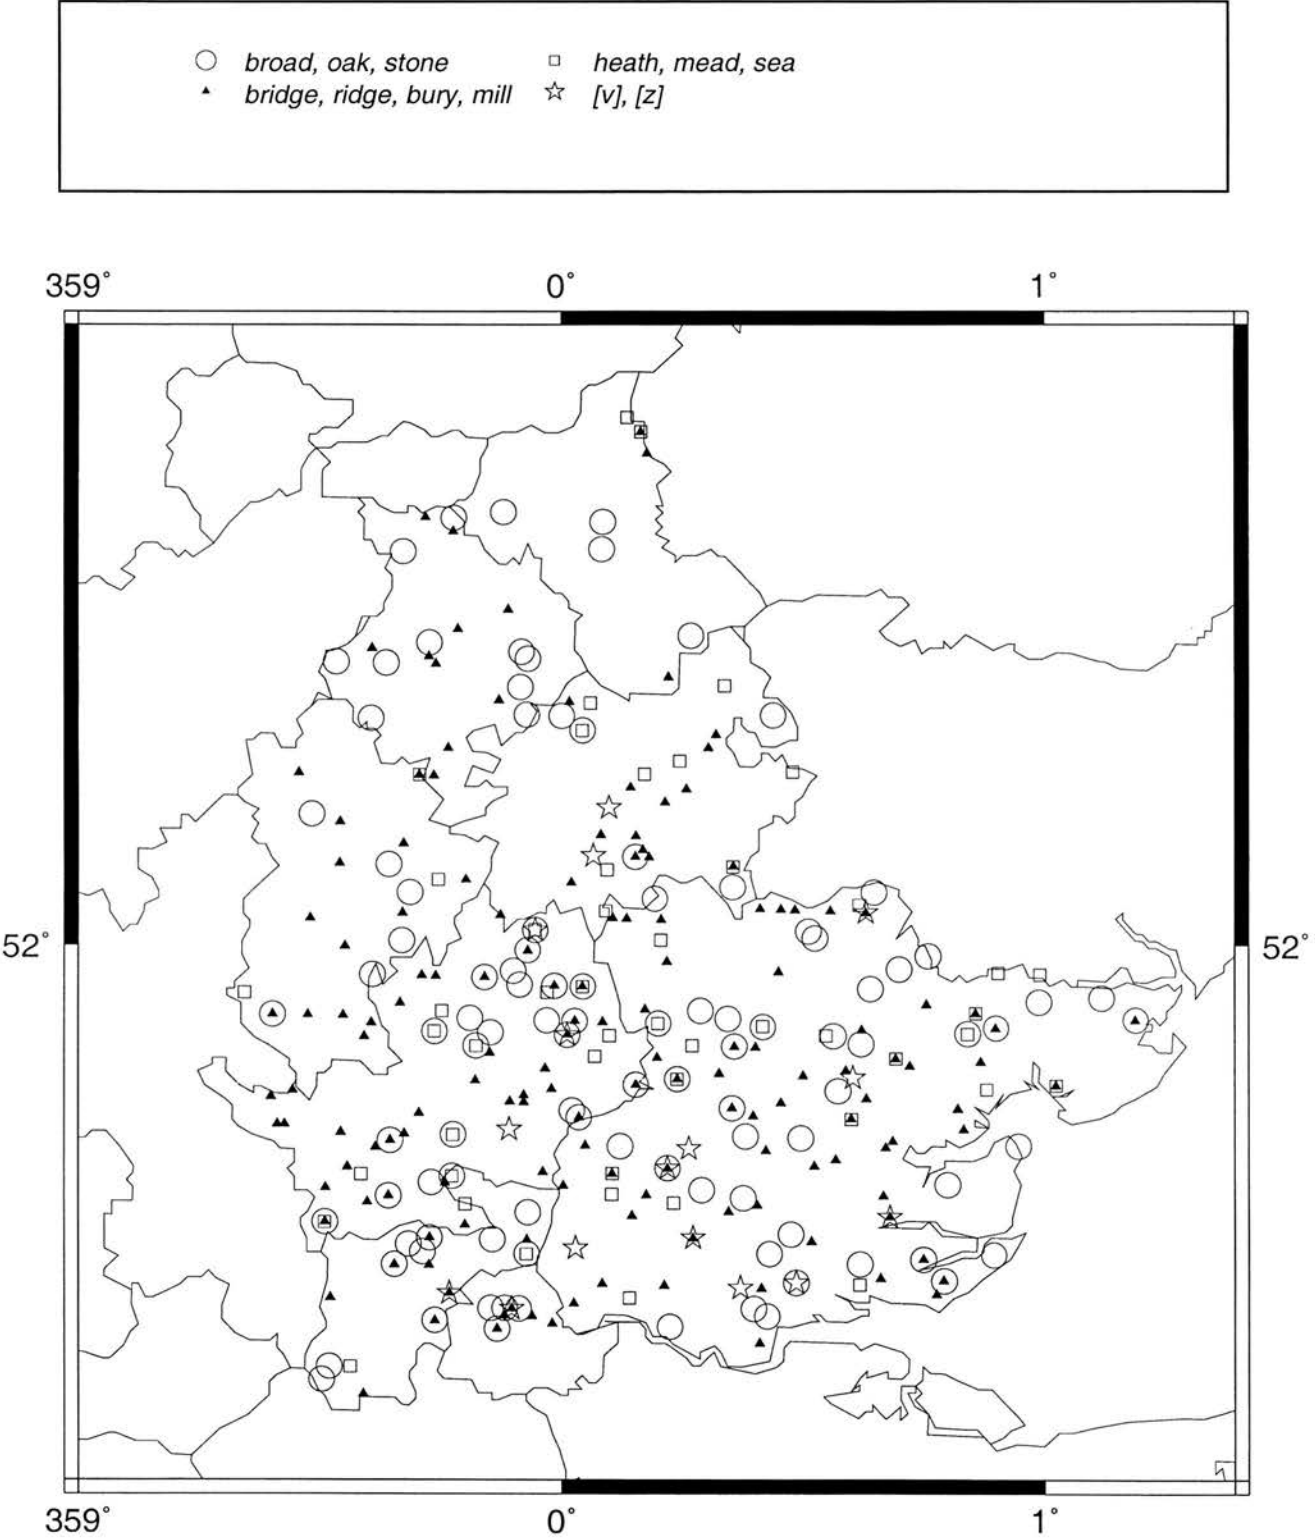 broad, oak, stone heath, mead, sea
bridge, ridge, bury, mill [v], [z]
359° 0° 1°
52° 52°
359° 0° 1°